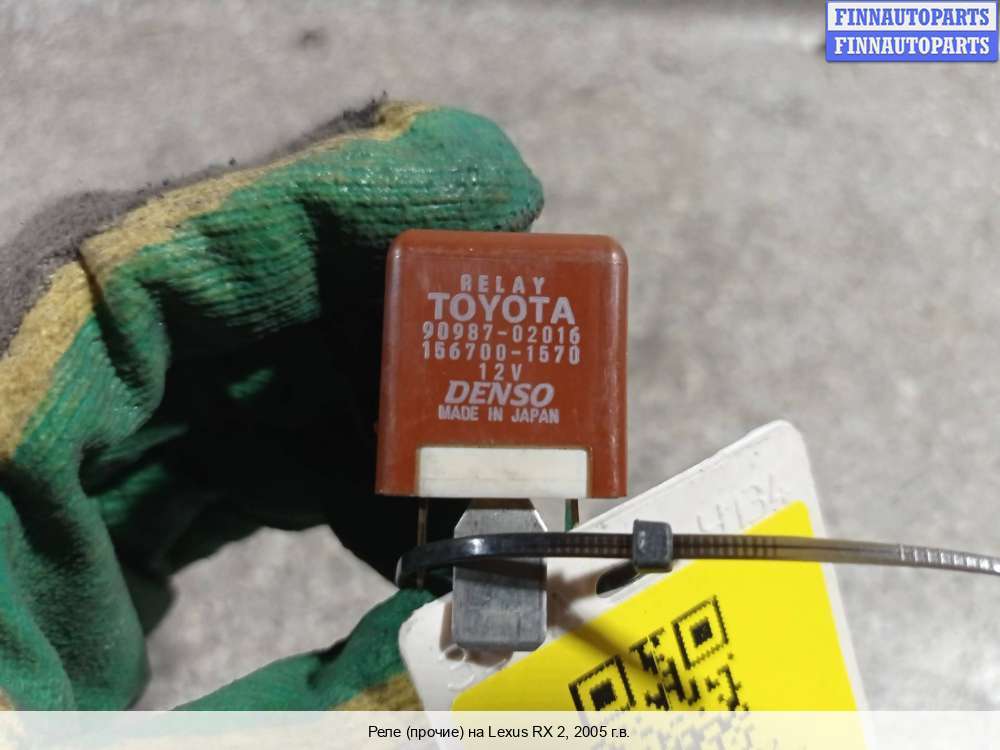 FINNAUTOPARTS
FINNAUTOPARTS
RELAY
TOYOTA
90987-02016
156700-1570
12V
DENSO
MADE IN JAPAN
Реле (прочие) на Lexus RX 2, 2005 г.в.